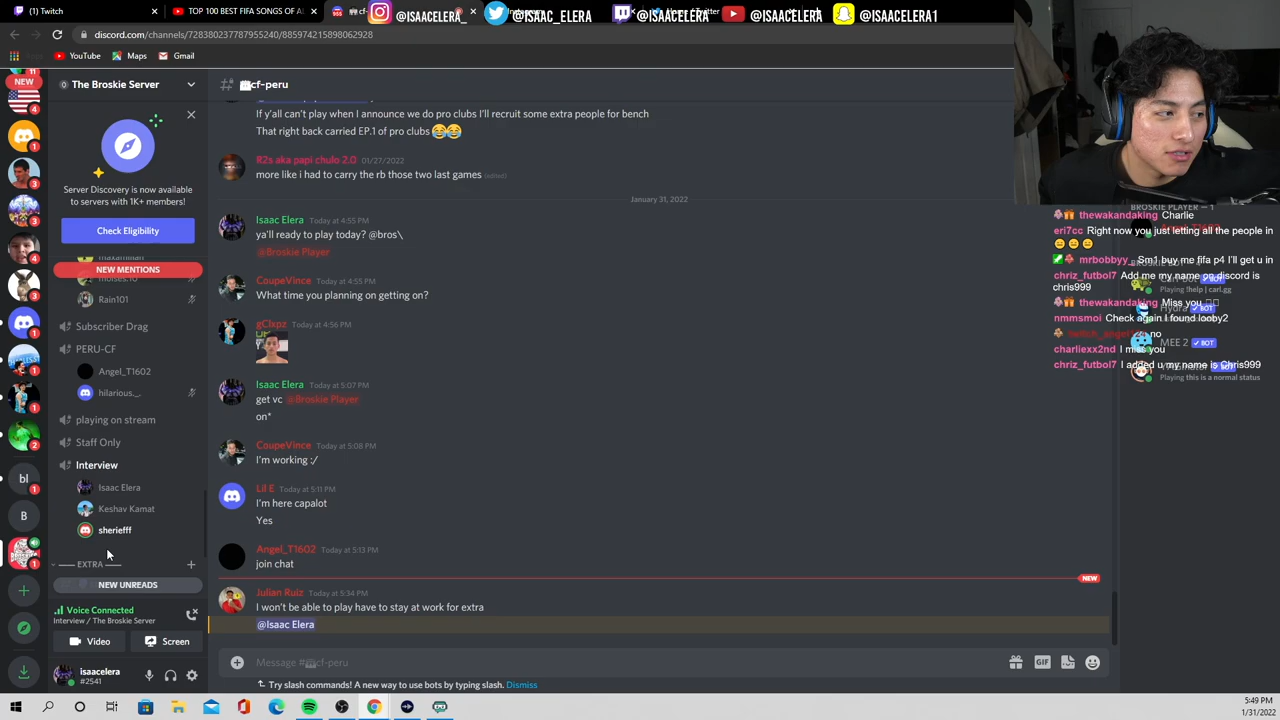 Twitch
TOP 100 BEST FIFA SONGS OF AL
@ISAACELERA_
@ISAAC_ELERA
@ISAACELERA
@ISAACELERA1
discord.com/channels/728380237787955240/885974215898062928
YouTube
Maps
Gmail
NEW
The Broskie Server
cf-peru
Server Discovery is now available to servers with 1K+ members!
Check Eligibility
NEW MENTIONS
Rain101
Subscriber Drag
PERU-CF
Angel_T1602
hilarious._.
playing on stream
Staff Only
Interview
Isaac Elera
Keshav Kamat
sheriefff
EXTRA
NEW UNREADS
Voice Connected
Interview / The Broskie Server
Video
Screen
isaacelera
#2541
If y'all can't play when I announce we do pro clubs I'll recruit some extra people for bench
That right back carried EP.1 of pro clubs 😂😂
R2s aka papi chulo 2.0 01/27/2022
more like i had to carry the rb those two last games (edited)
January 31, 2022
Isaac Elera Today at 4:55 PM
ya'll ready to play today? @bros\
@Broskie Player
CoupeVince Today at 4:55 PM
What time you planning on getting on?
gClxpz Today at 4:56 PM
Isaac Elera Today at 5:07 PM
get vc @Broskie Player
on*
CoupeVince Today at 5:08 PM
I'm working :/
Lil E Today at 5:11 PM
I'm here capalot
Yes
Angel_T1602 Today at 5:13 PM
join chat
NEW
Julian Ruiz Today at 5:34 PM
I won't be able to play have to stay at work for extra
@Isaac Elera
Message #cf-peru
GIF
Try slash commands! A new way to use bots by typing slash. Dismiss
BROSKIE PLAYER — 1
thewakandaking Charlie
eri7cc Right now you just letting all the people in
😑😑😑
mrbobbyy_ Sm1 buy me fifa p4 I'll get u in
chriz_futbol7 Add me my name on discord is
chris999
Playing !help | carl.gg
thewakandaking Miss you
nmmsmoi Check again I found looby2
no
MEE 2 BOT
charliexx2nd I miss you
chriz_futbol7 I added u my name is Chris999
Playing this is a normal status
5:49 PM
1/31/2022